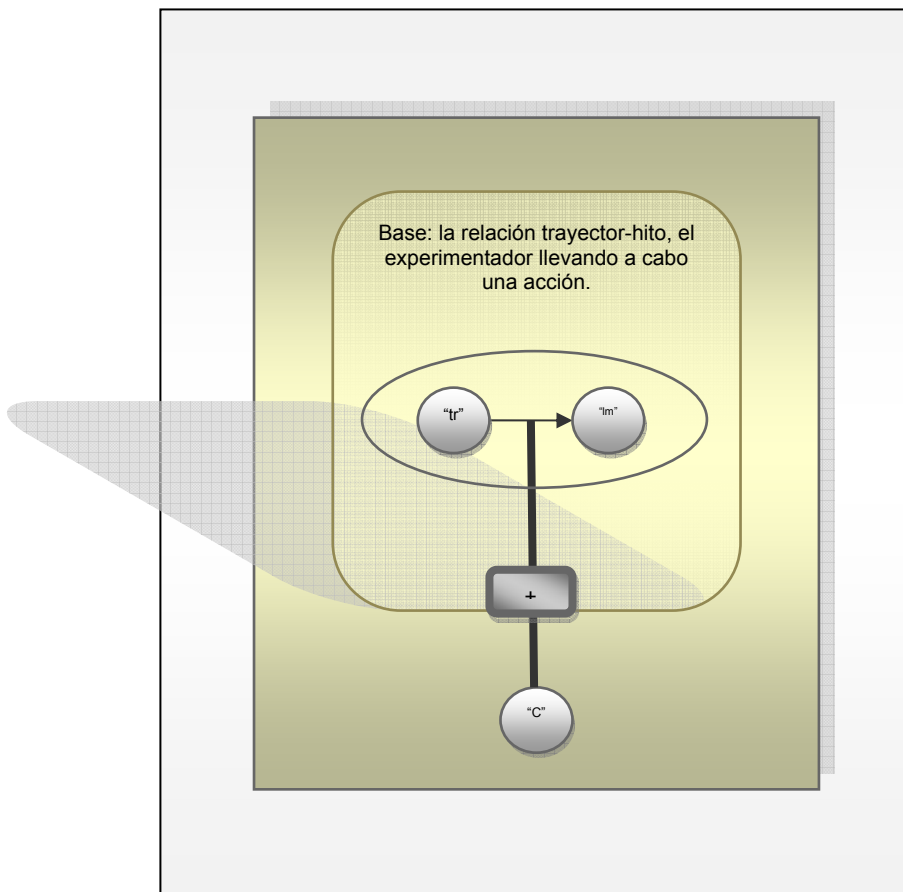 Base: la relación trayector-hito, el
experimentador llevando a cabo
una acción.
“tr”
“lm”
+
“C”